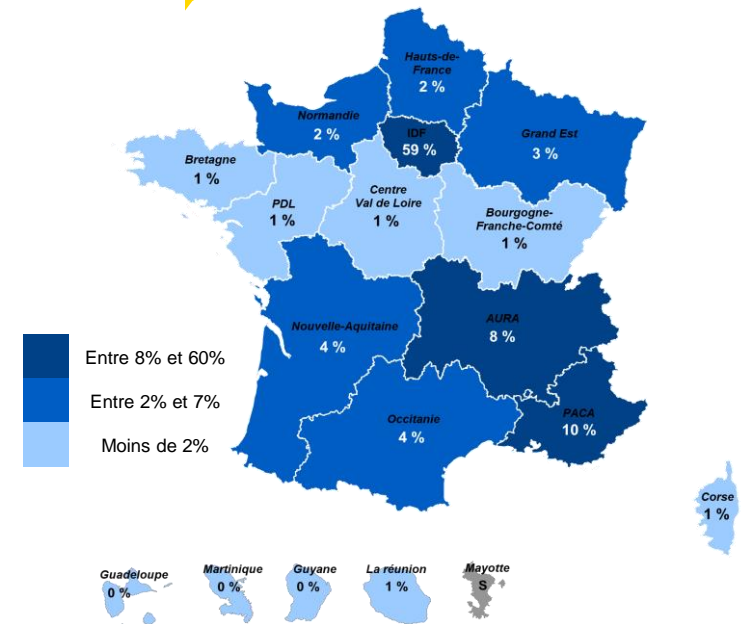 Hauts-de-
France
2 %
Normandie
2 %
IDF
59 %
Grand Est
3 %
Bretagne
1 %
PDL
1 %
Centre
Val de Loire
1 %
Bourgogne-
Franche-Comté
1 %
Nouvelle-Aquitaine
4 %
AURA
8 %
Occitanie
4 %
PACA
10 %
Entre 8% et 60%
Entre 2% et 7%
Moins de 2%
Corse
1 %
Guadeloupe
0 %
Martinique
0 %
Guyane
0 %
La réunion
1 %
Mayotte
S